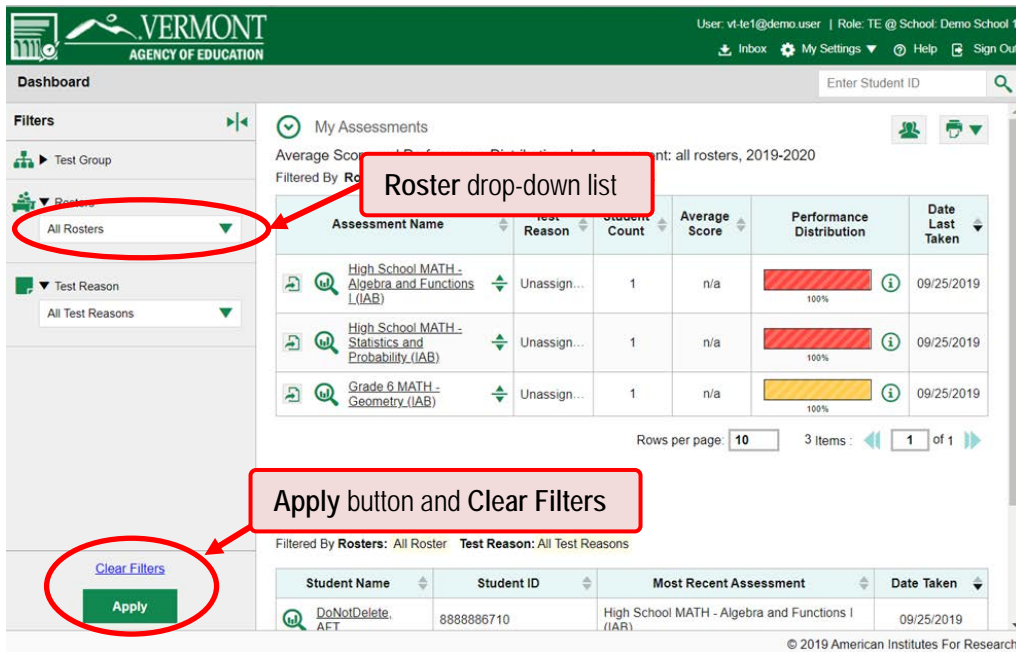 VERMONT
AGENCY OF EDUCATION
User: vt-te1@demo.user | Role: TE @ School: Demo School 1
Inbox My Settings Help Sign Out
Dashboard
Enter Student ID
Filters
Test Group
Rosters
All Rosters
Test Reason
All Test Reasons
Clear Filters
Apply
My Assessments
Average Score and Performance Distribution by Assessment: all rosters, 2019-2020
Filtered By
Roster drop-down list
Assessment Name Test Reason Student Count Average Score Performance Distribution Date Last Taken
High School MATH -
Algebra and Functions Unassign... 1 n/a 09/25/2019
I (IAB)
100%
High School MATH -
Statistics and Unassign... 1 n/a 09/25/2019
Probability (IAB)
100%
Grade 6 MATH -
Geometry (IAB) Unassign... 1 n/a 09/25/2019
100%
Rows per page: 10 3 Items : 1 of 1
Apply button and Clear Filters
Filtered By Rosters: All Roster Test Reason: All Test Reasons
Student Name Student ID Most Recent Assessment Date Taken
DoNotDelete, 8888886710 High School MATH - Algebra and Functions I 09/25/2019
AFT (IAB)
© 2019 American Institutes For Research